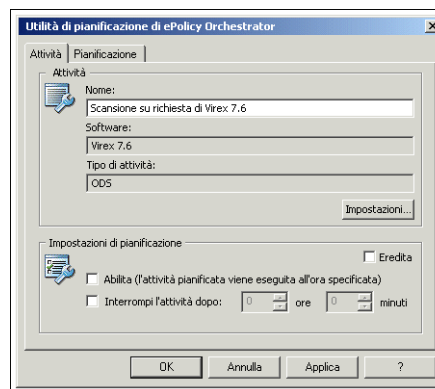 Utilità di pianificazione di ePolicy Orchestrator
Attività
Pianificazione
Attività
Nome:
Scansione su richiesta di Virex 7.6
Software:
Virex 7.6
Tipo di attività:
ODS
Impostazioni...
Impostazioni di pianificazione
Eredita
Abilita (l'attività pianificata viene eseguita all'ora specificata)
Interrompi l'attività dopo: 0 ore 0 minuti
OK Annulla Applica ?